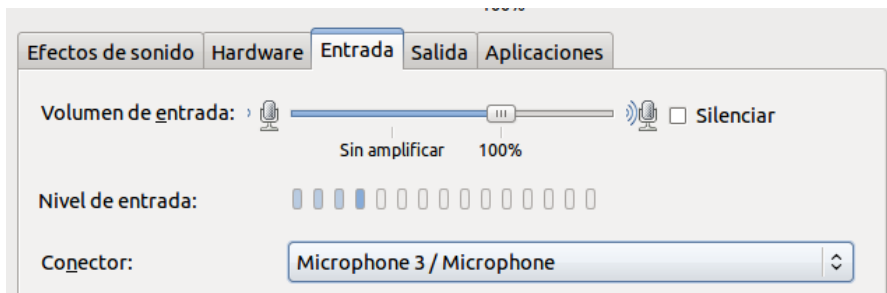 100%
Efectos de sonido Hardware Entrada Salida Aplicaciones
Volumen de entrada: Silenciar
Sin amplificar 100%
Nivel de entrada:
Conector: Microphone 3 / Microphone